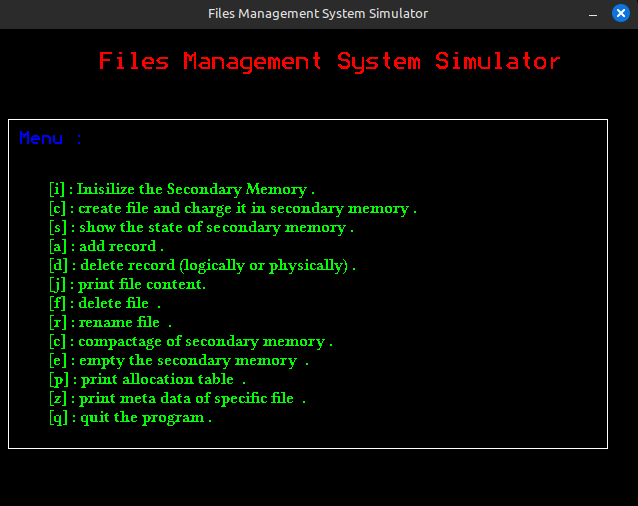 Files Management System Simulator
Files Management System Simulator
Menu :
[i] : Inisilize the Secondary Memory .
[c] : create file and charge it in secondary memory .
[s] : show the state of secondary memory .
[a] : add record .
[d] : delete record (logically or physically) .
[j] : print file content.
[f] : delete file  .
[r] : rename file  .
[c] : compactage of secondary memory .
[e] : empty the secondary memory  .
[p] : print allocation table  .
[z] : print meta data of specific file  .
[q] : quit the program .